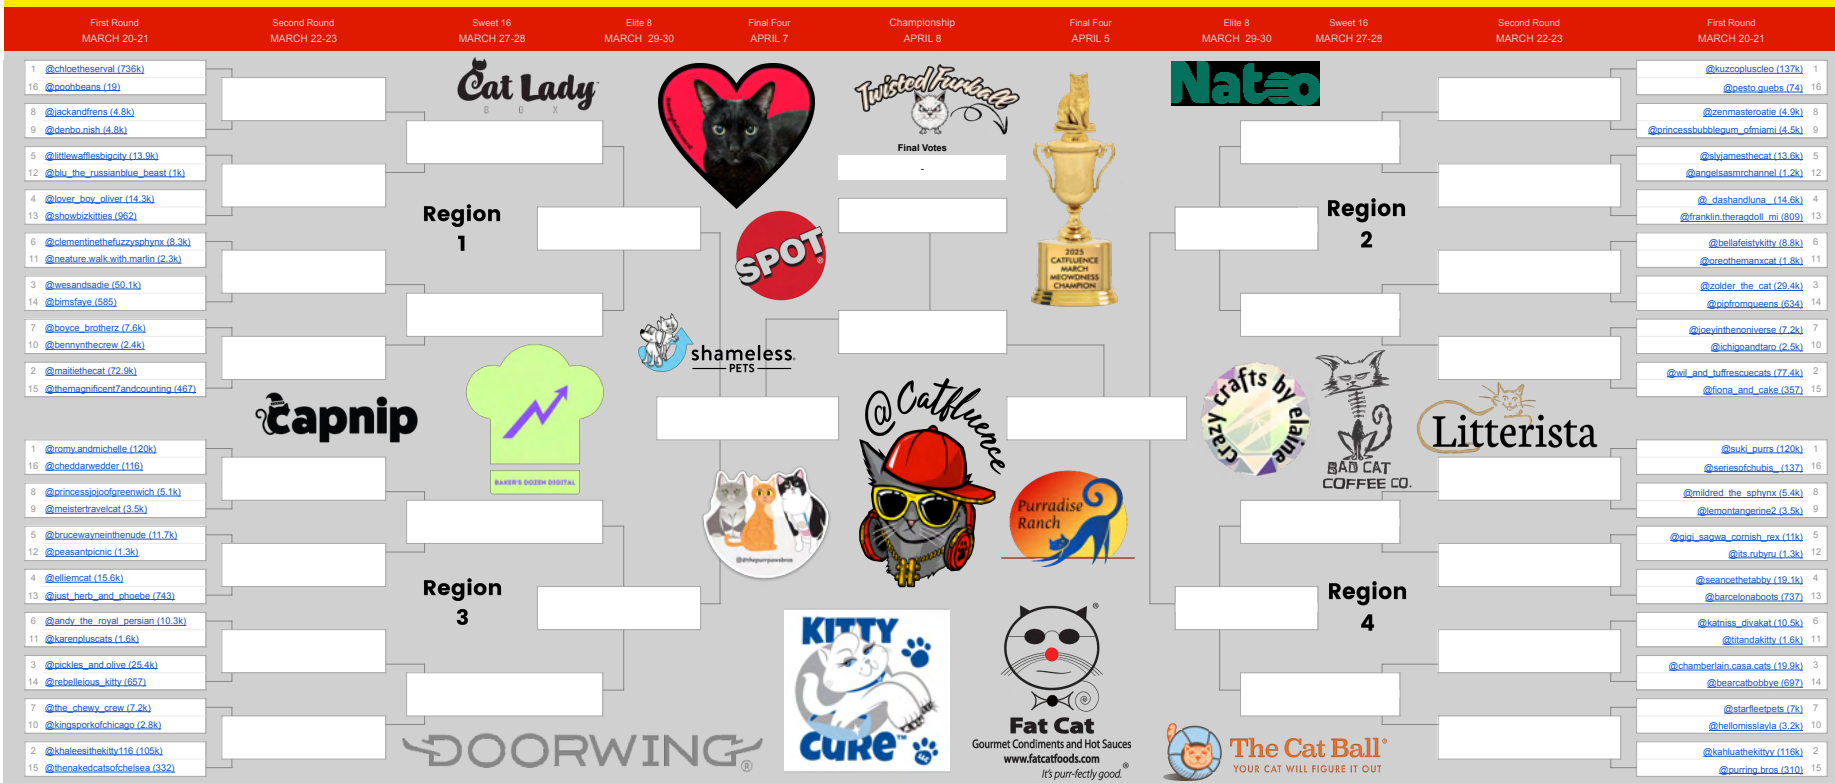 First Round
MARCH 20-21
Second Round
MARCH 22-23
Sweet 16
MARCH 27-28
Elite 8
MARCH 29-30
Final Four
APRIL 7
Championship
APRIL 8
Final Four
APRIL 5
Elite 8
MARCH 29-30
Sweet 16
MARCH 27-28
Second Round
MARCH 22-23
First Round
MARCH 20-21
1 @chloetheserval (736k)
16 @poohbeans (19)
8 @jackandfrens (4.8k)
9 @denbo.nish (4.8k)
5 @littlewafflesbigcity (13.9k)
12 @blu_the_russianblue_beast (1k)
4 @lover_boy_oliver (14.3k)
13 @showbizkitties (962)
6 @clementinethefuzzysphynx (8.3k)
11 @neature.walk.with.marlin (2.3k)
3 @wesandsadie (50.1k)
14 @bimsfaye (585)
7 @boyce_brotherz (7.6k)
10 @bennynthecrew (2.4k)
2 @maitiethecat (72.9k)
15 @themagnificent7andcounting (467)
Region
1
1 @romy.andmichelle (120k)
16 @cheddarwedder (116)
8 @princessjojoofgreenwich (5.1k)
9 @meistertravelcat (3.5k)
5 @brucewayneinthenude (11.7k)
12 @peasantpicnic (1.3k)
4 @elliemcat (15.6k)
13 @just_herb_and_phoebe (743)
6 @andy_the_royal_persian (10.3k)
11 @karenpluscats (1.6k)
3 @pickles_and.olive (25.4k)
14 @rebelleious_kitty (657)
7 @the_chewy_crew (7.2k)
10 @kingsporkofchicago (2.8k)
2 @khaleesithekitty116 (105k)
15 @thenakedcatsofchelsea (332)
Region
3
Cat Lady
BOX
Twisted Furball
Final Votes
-
SPOT
shameless
PETS
capnip
BAKER'S DOZEN DIGITAL
@Catfluence
@thepurrpawsbros
KITTY
CURE™
LLC
DOORWING®
2025
CATFLUENCE
MARCH
MEOWDNESS
CHAMPION
Natoo
crazy crafts by elaine
BAD CAT
COFFEE CO.
Litterista
Purradise
Ranch
®
Fat Cat
Gourmet Condiments and Hot Sauces
www.fatcatfoods.com
It's purr-fectly good.®
The Cat Ball®
YOUR CAT WILL FIGURE IT OUT
@kuzcopluscleo (137k) 1
@pesto.guebs (74) 16
@zenmasteroatie (4.9k) 8
@princessbubblegum_ofmiami (4.5k) 9
@slyjamesthecat (13.6k) 5
@angelsasmrchannel (1.2k) 12
@_dashandluna_ (14.6k) 4
@franklin.theragdoll_mi (809) 13
@bellafeistykitty (8.8k) 6
@oreothemanxcat (1.8k) 11
@zolder_the_cat (29.4k) 3
@pipfromqueens (634) 14
@joeyinthenoniverse (7.2k) 7
@ichigoandtaro (2.5k) 10
@wil_and_tuffrescuecats (77.4k) 2
@fiona_and_cake (357) 15
Region
2
@suki_purrs (120k) 1
@seriesofchubis_ (137) 16
@mildred_the_sphynx (5.4k) 8
@lemontangerine2 (3.5k) 9
@gigi_sagwa_cornish_rex (11k) 5
@its.rubyru (1.3k) 12
@seancethetabby (19.1k) 4
@barcelonaboots (737) 13
@katniss_divakat (10.5k) 6
@titandakitty (1.6k) 11
@chamberlain.casa.cats (19.9k) 3
@bearcatbobbye (697) 14
@starfleetpets (7k) 7
@hellomisslayla (3.2k) 10
@kahluathekittyy (116k) 2
@purring.bros (310) 15
Region
4